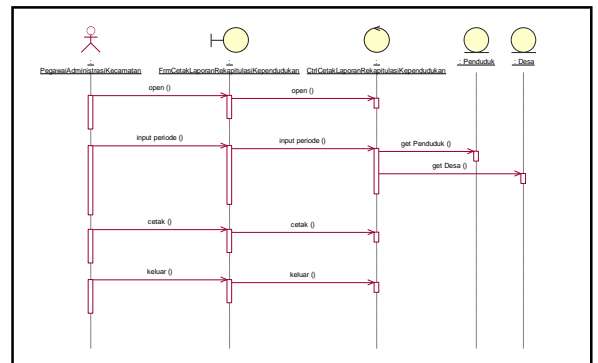 :
PegawaiAdministrasiKecamatan
:
FrmCetakLaporanRekapitulasiKependudukan
:
CtrlCetakLaporanRekapitulasiKependudukan
: Penduduk
: Desa
open ()
open ()
input periode ()
input periode ()
get Penduduk ()
get Desa ()
cetak ()
cetak ()
keluar ()
keluar ()